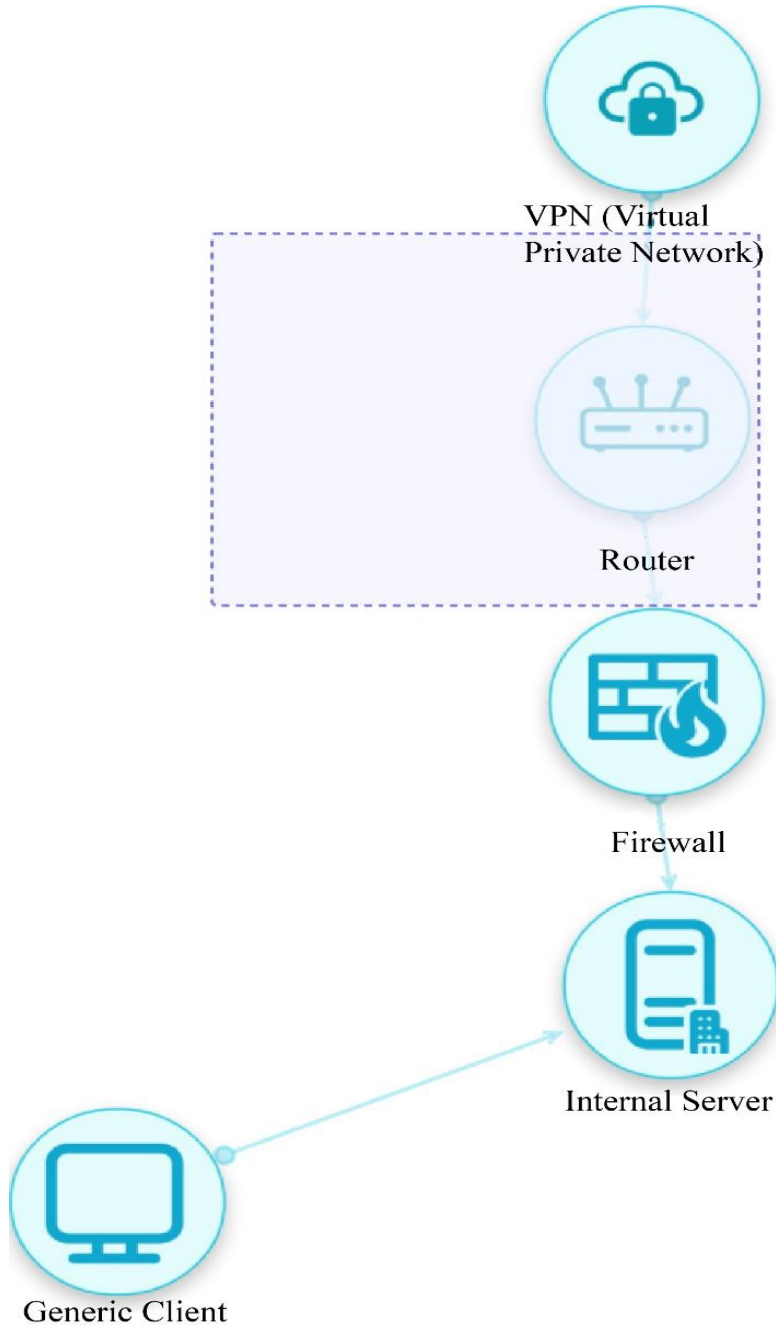 VPN (Virtual
Private Network)
Router
Firewall
Internal Server
Generic Client